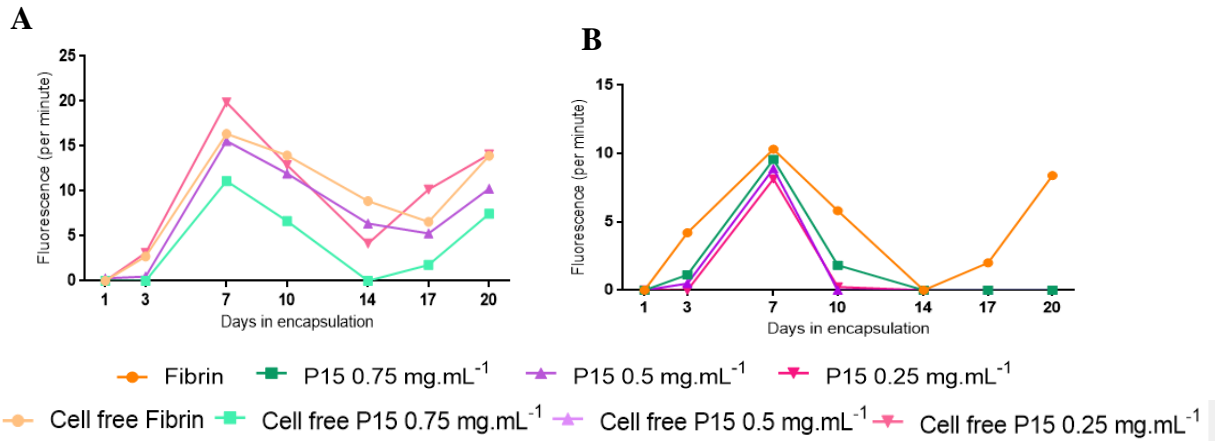 A
Fluorescence (per minute)
25
20
15
10
5
0
1 3 7 10 14 17 20
Days in encapsulation
B
Fluorescence (per minute)
15
10
5
0
1 3 7 10 14 17 20
Days in encapsulation
Fibrin P15 0.75 mg.mL⁻¹ P15 0.5 mg.mL⁻¹ P15 0.25 mg.mL⁻¹
Cell free Fibrin Cell free P15 0.75 mg.mL⁻¹ Cell free P15 0.5 mg.mL⁻¹ Cell free P15 0.25 mg.mL⁻¹